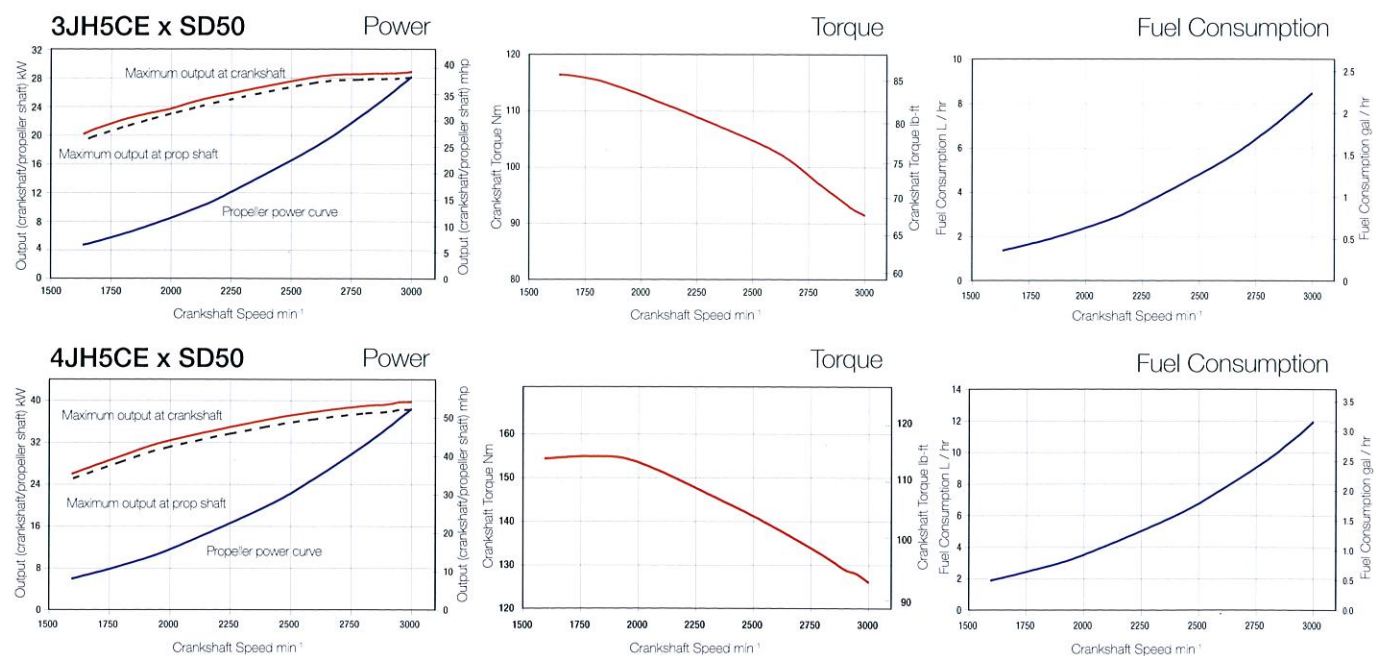 3JH5CE x SD50
Power
Torque
Fuel Consumption
32
28
24
20
16
12
8
4
0
Output (crankshaft/propeller shaft) kW
Maximum output at crankshaft
Maximum output at prop shaft
Propeller power curve
40
35
30
25
20
15
10
5
0
Output (crankshaft/propeller shaft) mhp
1500 1750 2000 2250 2500 2750 3000
Crankshaft Speed min⁻¹
120
110
100
90
80
Crankshaft Torque Nm
85
80
75
70
65
60
Crankshaft Torque lb-ft
1500 1750 2000 2250 2500 2750 3000
Crankshaft Speed min⁻¹
10
8
6
4
2
0
Fuel Consumption L / hr
2.5
2
1.5
1
0.5
0
Fuel Consumption gal / hr
1500 1750 2000 2250 2500 2750 3000
Crankshaft Speed min⁻¹
4JH5CE x SD50
Power
Torque
Fuel Consumption
40
32
24
16
8
0
Output (crankshaft/propeller shaft) kW
Maximum output at crankshaft
Maximum output at prop shaft
Propeller power curve
50
40
30
20
10
0
Output (crankshaft/propeller shaft) mhp
1500 1750 2000 2250 2500 2750 3000
Crankshaft Speed min⁻¹
160
150
140
130
120
Crankshaft Torque Nm
120
110
100
90
Crankshaft Torque lb-ft
1500 1750 2000 2250 2500 2750 3000
Crankshaft Speed min⁻¹
14
12
10
8
6
4
2
0
Fuel Consumption L / hr
3.5
3.0
2.5
2.0
1.5
1.0
0.5
0.0
Fuel Consumption gal / hr
1500 1750 2000 2250 2500 2750 3000
Crankshaft Speed min⁻¹